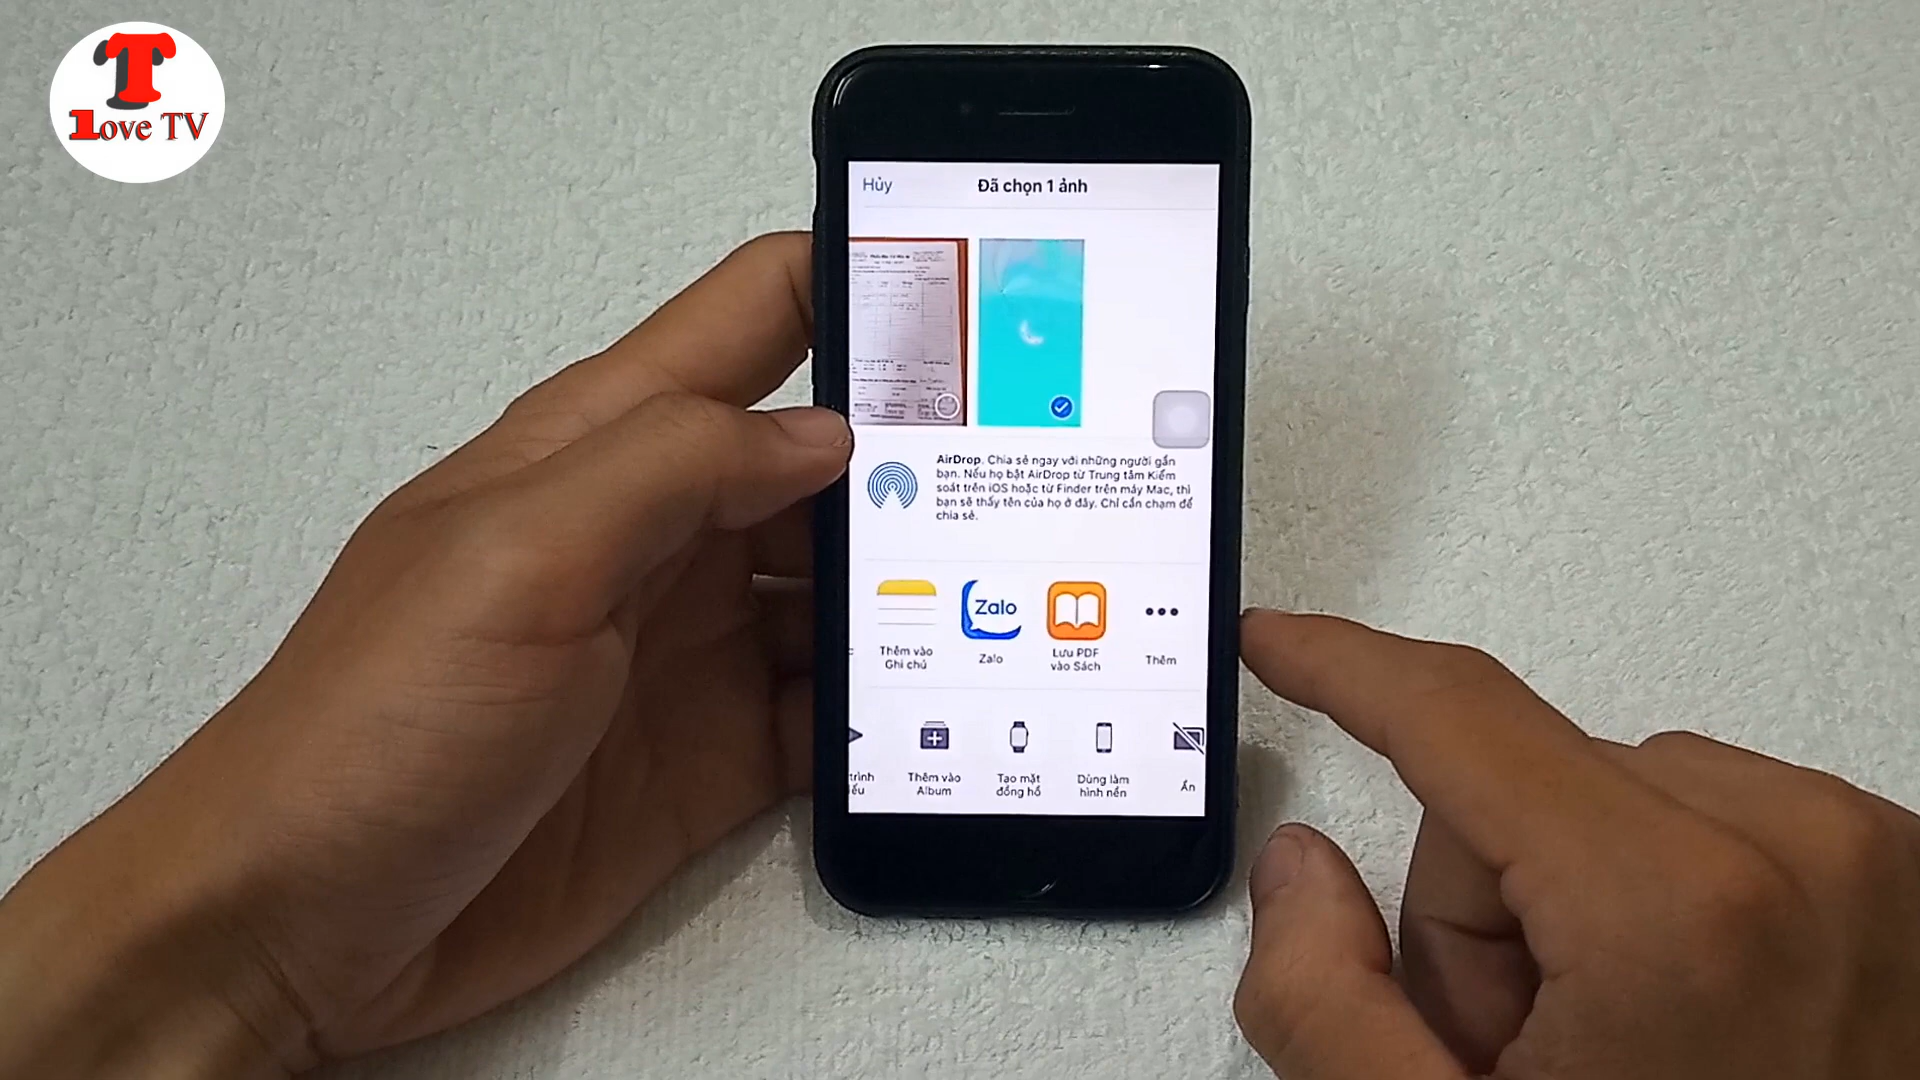 T
Love TV
Hủy
Đã chọn 1 ảnh
AirDrop. Chia sẻ ngay với những người gần
bạn. Nếu họ bật AirDrop từ Trung tâm Kiểm
soát trên iOS hoặc từ Finder trên máy Mac, thì
bạn sẽ thấy tên của họ ở đây. Chỉ cần chạm để
chia sẻ.
Zalo
Thêm vào
Ghi chú
Zalo
Lưu PDF
vào Sách
Thêm
trình
Thêm vào
Album
Tạo mặt
đồng hồ
Dùng làm
hình nền
Ẩn